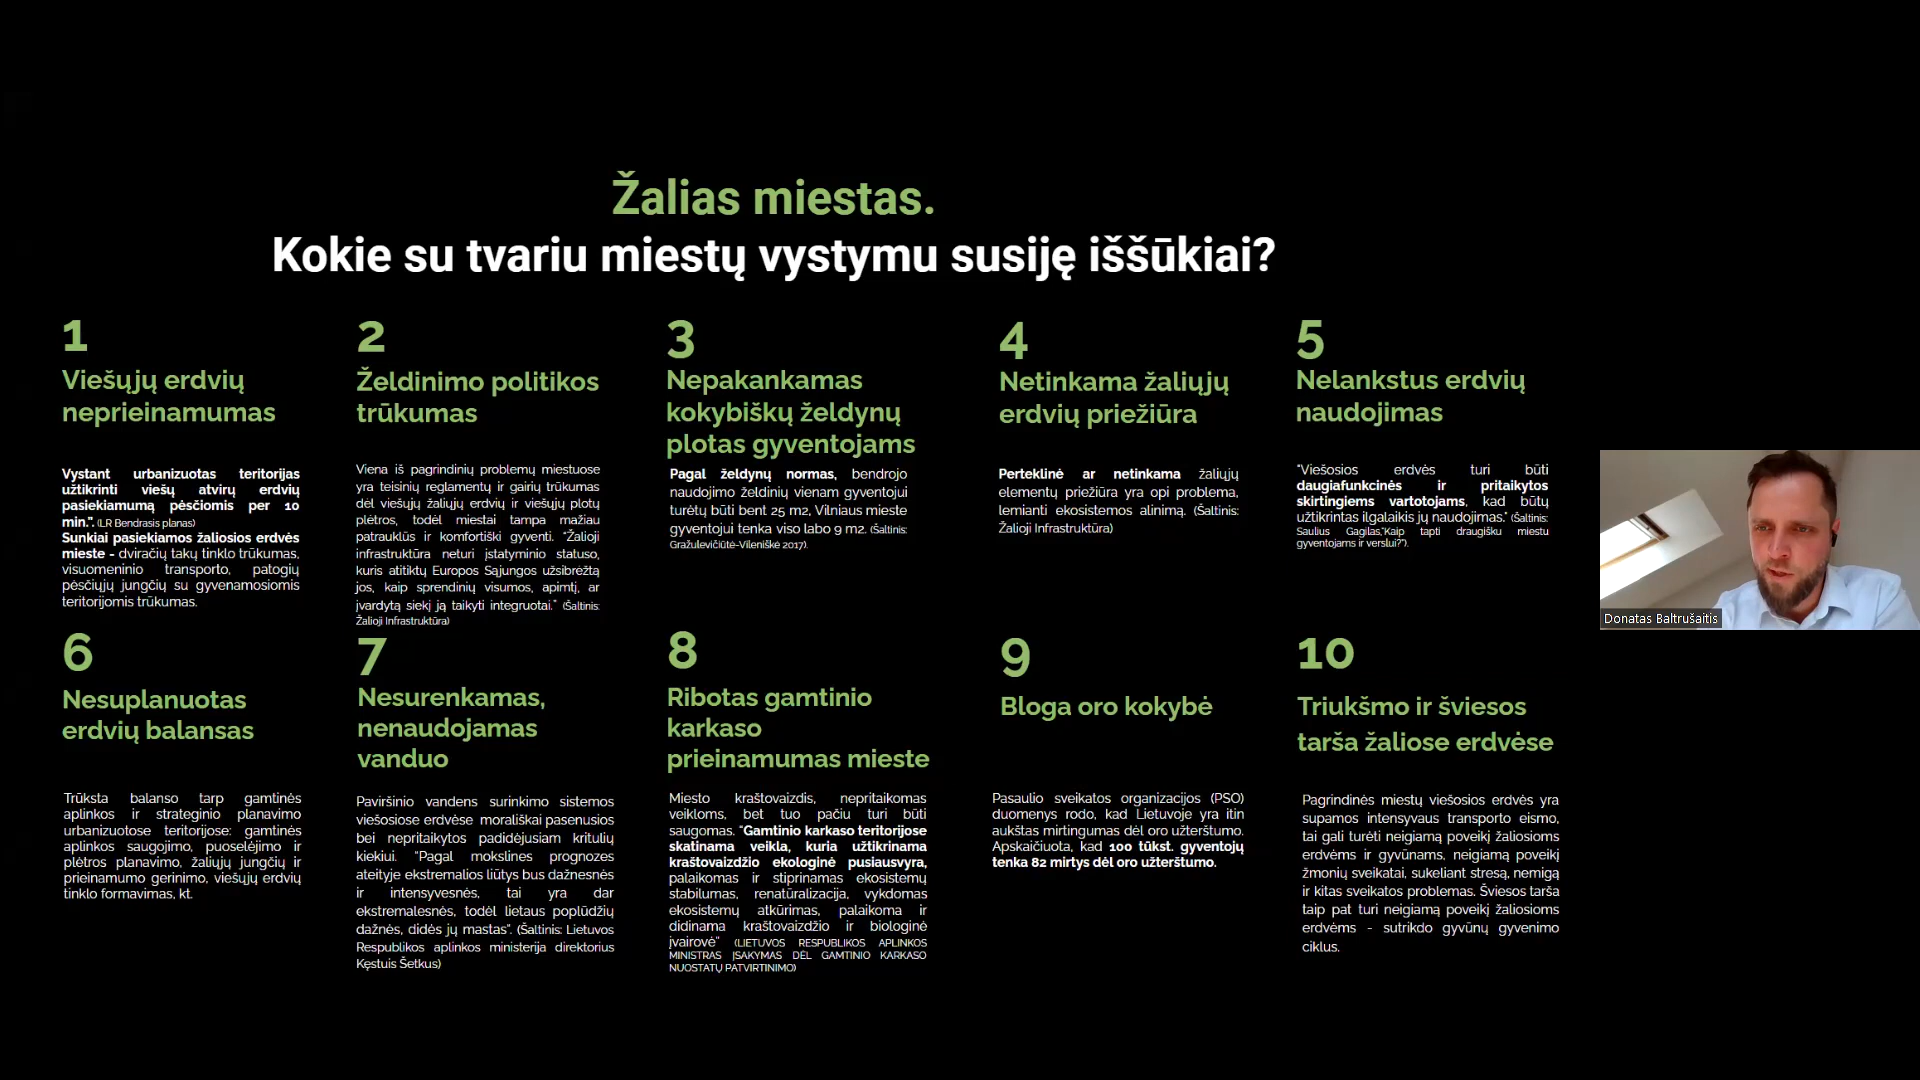 Žalias miestas.
Kokie su tvariu miestų vystymu susiję iššūkiai?
1
Viešųjų erdvių
neprieinamumas
Vystant urbanizuotas teritorijas
užtikrinti viešų atvirų erdvių
pasiekiamumą pėsčiomis per 10
min.”. (LR Bendrasis planas)
Sunkiai pasiekiamos žaliosios erdvės
mieste - dviračių takų tinklo trūkumas,
visuomeninio transporto, patogių
pėsčiųjų jungčių su gyvenamosiomis
teritorijomis trūkumas.
2
Želdinimo politikos
trūkumas
Viena iš pagrindinių problemų miestuose
yra teisinių reglamentų ir gairių trūkumas
dėl viešųjų žaliųjų erdvių ir viešųjų plotų
plėtros, todėl miestai tampa mažiau
patrauklūs ir komfortiški gyventi. “Žalioji
infrastruktūra neturi įstatyminio statuso,
kuris atitiktų Europos Sąjungos užsibrėžtą
jos, kaip sprendinių visumos, apimtį, ar
įvardytą siekį ją taikyti integruotai.” (Šaltinis:
Žalioji Infrastruktūra)
3
Nepakankamas
kokybiškų želdynų
plotas gyventojams
Pagal želdynų normas, bendrojo
naudojimo želdinių vienam gyventojui
turėtų būti bent 25 m2, Vilniaus mieste
gyventojui tenka viso labo 9 m2. (Šaltinis:
Gražulevičiūtė-Vileniškė 2017).
4
Netinkama žaliųjų
erdvių priežiūra
Perteklinė ar netinkama žaliųjų
elementų priežiūra yra opi problema,
lemianti ekosistemos alinimą. (Šaltinis:
Žalioji Infrastruktūra)
5
Nelankstus erdvių
naudojimas
“Viešosios erdvės turi būti
daugiafunkcinės ir pritaikytos
skirtingiems vartotojams, kad būtų
užtikrintas ilgalaikis jų naudojimas.” (Šaltinis:
Saulius Gagilas,“Kaip tapti draugišku miestu
gyventojams ir verslui?”).
6
Nesuplanuotas
erdvių balansas
Trūksta balanso tarp gamtinės
aplinkos ir strateginio planavimo
urbanizuotose teritorijose: gamtinės
aplinkos saugojimo, puoselėjimo ir
plėtros planavimo, žaliųjų jungčių ir
prieinamumo gerinimo, viešųjų erdvių
tinklo formavimas, kt.
7
Nesurenkamas,
nenaudojamas
vanduo
Paviršinio vandens surinkimo sistemos
viešosiose erdvėse morališkai pasenusios
bei nepritaikytos padidėjusiam kritulių
kiekiui. “Pagal mokslines prognozes
ateityje ekstremalios liūtys bus dažnesnės
ir intensyvesnės, tai yra dar
ekstremalesnės, todėl lietaus poplūdžių
dažnės, didės jų mastas”. (Šaltinis: Lietuvos
Respublikos aplinkos ministerija direktorius
Kęstuis Šetkus)
8
Ribotas gamtinio
karkaso
prieinamumas mieste
Miesto kraštovaizdis, nepritaikomas
veikloms, bet tuo pačiu turi būti
saugomas. “Gamtinio karkaso teritorijose
skatinama veikla, kuria užtikrinama
kraštovaizdžio ekologinė pusiausvyra,
palaikomas ir stiprinamas ekosistemų
stabilumas, renatūralizacija, vykdomas
ekosistemų atkūrimas, palaikoma ir
didinama kraštovaizdžio ir biologinė
įvairovė” (LIETUVOS RESPUBLIKOS APLINKOS
MINISTRAS ĮSAKYMAS DĖL GAMTINIO KARKASO
NUOSTATŲ PATVIRTINIMO)
9
Bloga oro kokybė
Pasaulio sveikatos organizacijos (PSO)
duomenys rodo, kad Lietuvoje yra itin
aukštas mirtingumas dėl oro užterštumo.
Apskaičiuota, kad 100 tūkst. gyventojų
tenka 82 mirtys dėl oro užterštumo.
10
Triukšmo ir šviesos
tarša žaliose erdvėse
Pagrindinės miestų viešosios erdvės yra
supamos intensyvaus transporto eismo,
tai gali turėti neigiamą poveikį žaliosioms
erdvėms ir gyvūnams, neigiamą poveikį
žmonių sveikatai, sukeliant stresą, nemigą
ir kitas sveikatos problemas. Šviesos tarša
taip pat turi neigiamą poveikį žaliosioms
erdvėms - sutrikdo gyvūnų gyvenimo
ciklus.
Donatas Baltrušaitis